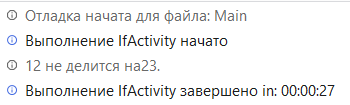 Отладка начата для файла: Main
Выполнение IfActivity начато
12 не делится на23.
Выполнение IfActivity завершено in: 00:00:27